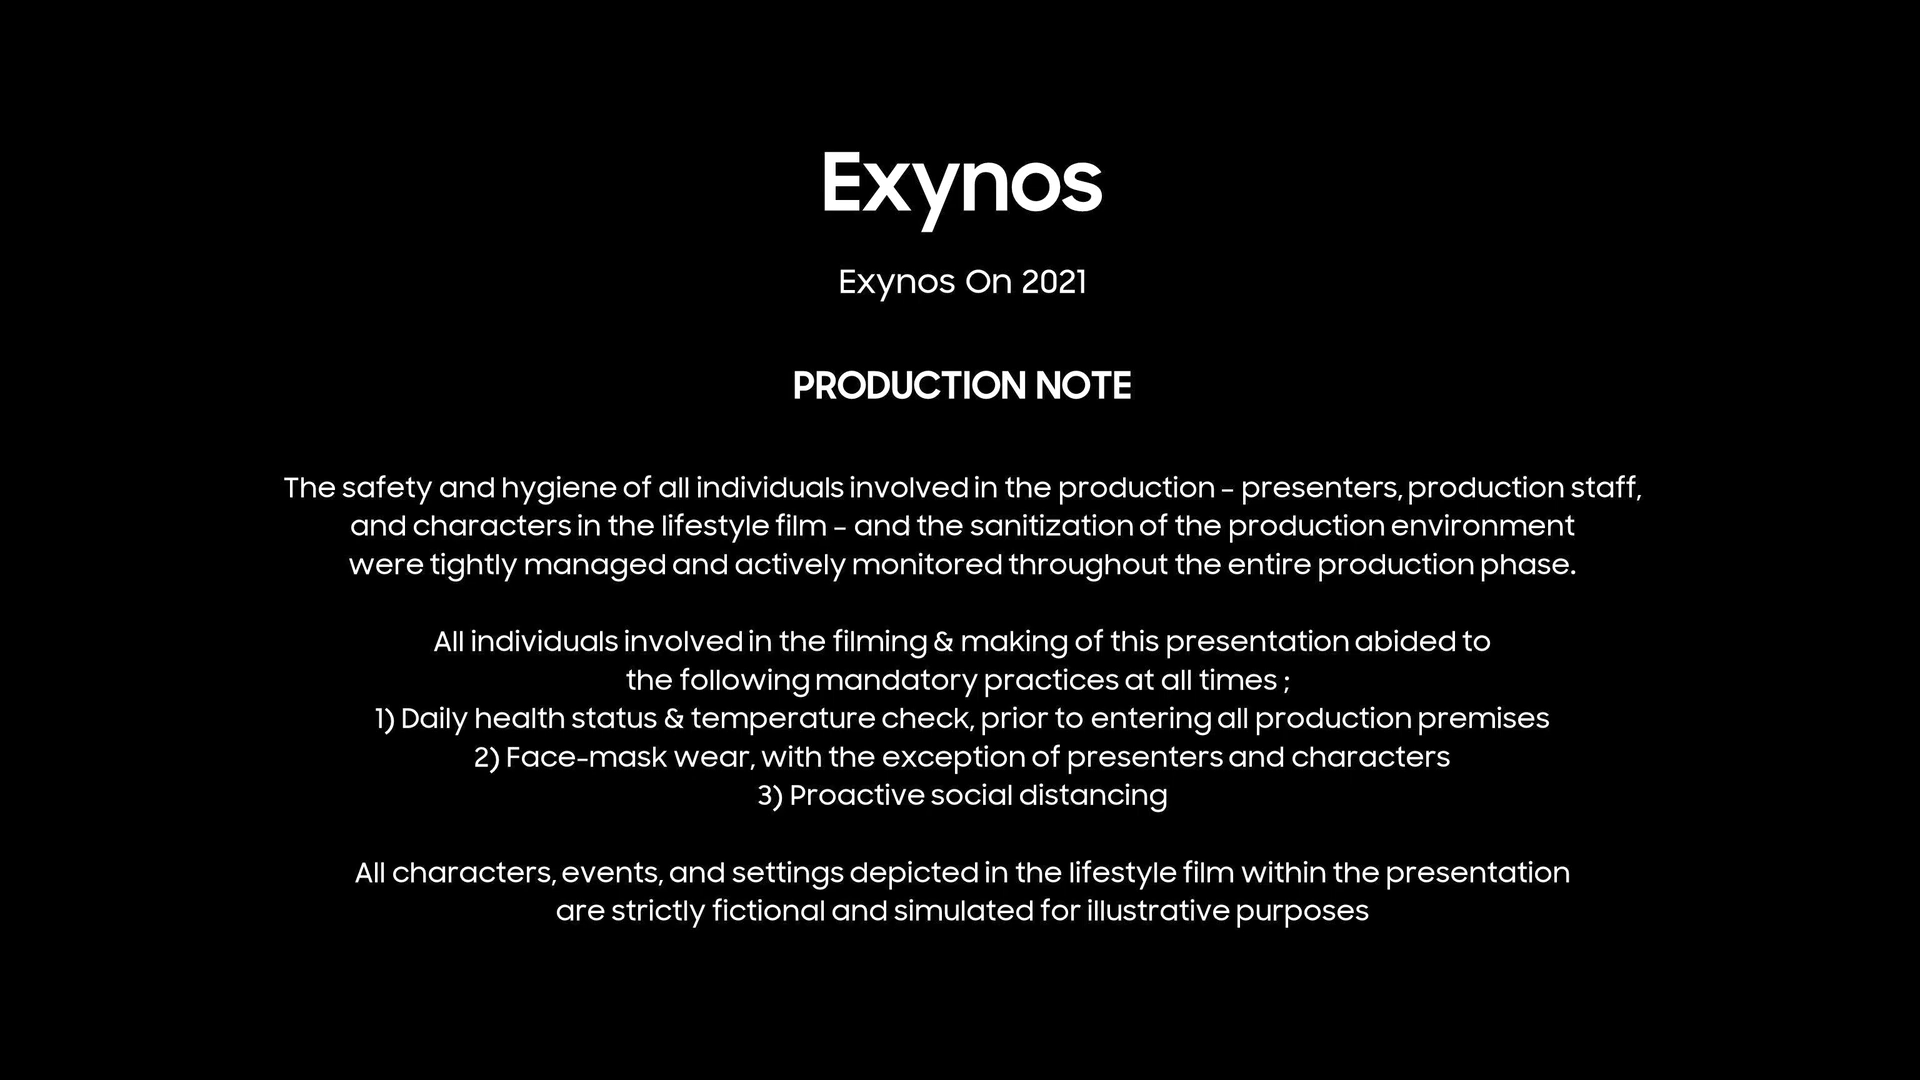 Exynos
Exynos On 2021
PRODUCTION NOTE
The safety and hygiene of all individuals involved in the production – presenters, production staff,
and characters in the lifestyle film – and the sanitization of the production environment
were tightly managed and actively monitored throughout the entire production phase.
All individuals involved in the filming & making of this presentation abided to
the following mandatory practices at all times ;
1) Daily health status & temperature check, prior to entering all production premises
2) Face-mask wear, with the exception of presenters and characters
3) Proactive social distancing
All characters, events, and settings depicted in the lifestyle film within the presentation
are strictly fictional and simulated for illustrative purposes